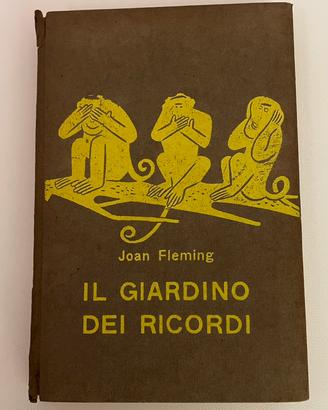 Joan Fleming
IL GIARDINO
DEI RICORDI